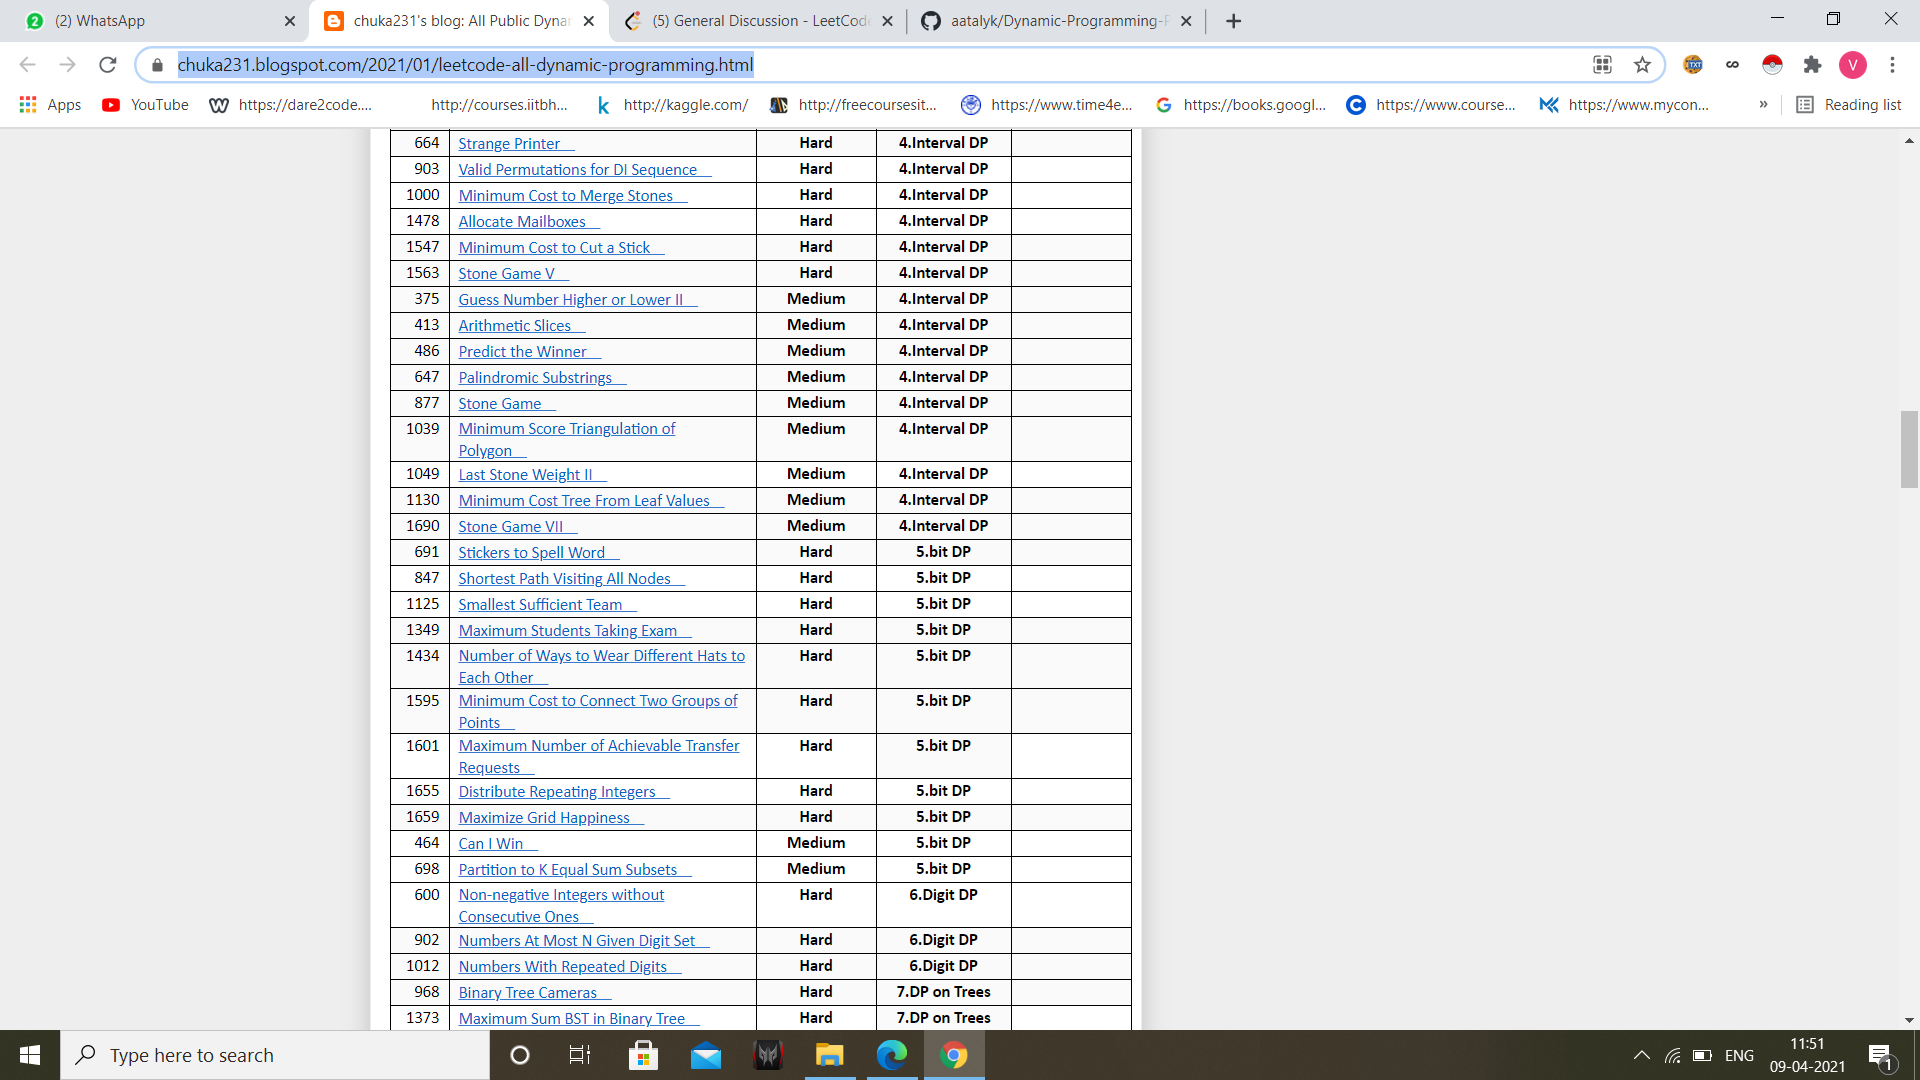 (2) WhatsApp
chuka231's blog: All Public Dyna
(5) General Discussion - LeetCode
aatalyk/Dynamic-Programming-P
chuka231.blogspot.com/2021/01/leetcode-all-dynamic-programming.html
V
Apps YouTube https://dare2code.... http://courses.iitbh... http://kaggle.com/ http://freecoursesit... https://www.time4e... https://books.googl... https://www.course... https://www.mycon... » Reading list
664 Strange Printer Hard 4.Interval DP
903 Valid Permutations for DI Sequence Hard 4.Interval DP
1000 Minimum Cost to Merge Stones Hard 4.Interval DP
1478 Allocate Mailboxes Hard 4.Interval DP
1547 Minimum Cost to Cut a Stick Hard 4.Interval DP
1563 Stone Game V Hard 4.Interval DP
375 Guess Number Higher or Lower II Medium 4.Interval DP
413 Arithmetic Slices Medium 4.Interval DP
486 Predict the Winner Medium 4.Interval DP
647 Palindromic Substrings Medium 4.Interval DP
877 Stone Game Medium 4.Interval DP
1039 Minimum Score Triangulation of Medium 4.Interval DP
Polygon
1049 Last Stone Weight II Medium 4.Interval DP
1130 Minimum Cost Tree From Leaf Values Medium 4.Interval DP
1690 Stone Game VII Medium 4.Interval DP
691 Stickers to Spell Word Hard 5.bit DP
847 Shortest Path Visiting All Nodes Hard 5.bit DP
1125 Smallest Sufficient Team Hard 5.bit DP
1349 Maximum Students Taking Exam Hard 5.bit DP
1434 Number of Ways to Wear Different Hats to Hard 5.bit DP
Each Other
1595 Minimum Cost to Connect Two Groups of Hard 5.bit DP
Points
1601 Maximum Number of Achievable Transfer Hard 5.bit DP
Requests
1655 Distribute Repeating Integers Hard 5.bit DP
1659 Maximize Grid Happiness Hard 5.bit DP
464 Can I Win Medium 5.bit DP
698 Partition to K Equal Sum Subsets Medium 5.bit DP
600 Non-negative Integers without Hard 6.Digit DP
Consecutive Ones
902 Numbers At Most N Given Digit Set Hard 6.Digit DP
1012 Numbers With Repeated Digits Hard 6.Digit DP
968 Binary Tree Cameras Hard 7.DP on Trees
1373 Maximum Sum BST in Binary Tree Hard 7.DP on Trees
Type here to search
ENG
11:51
09-04-2021
1